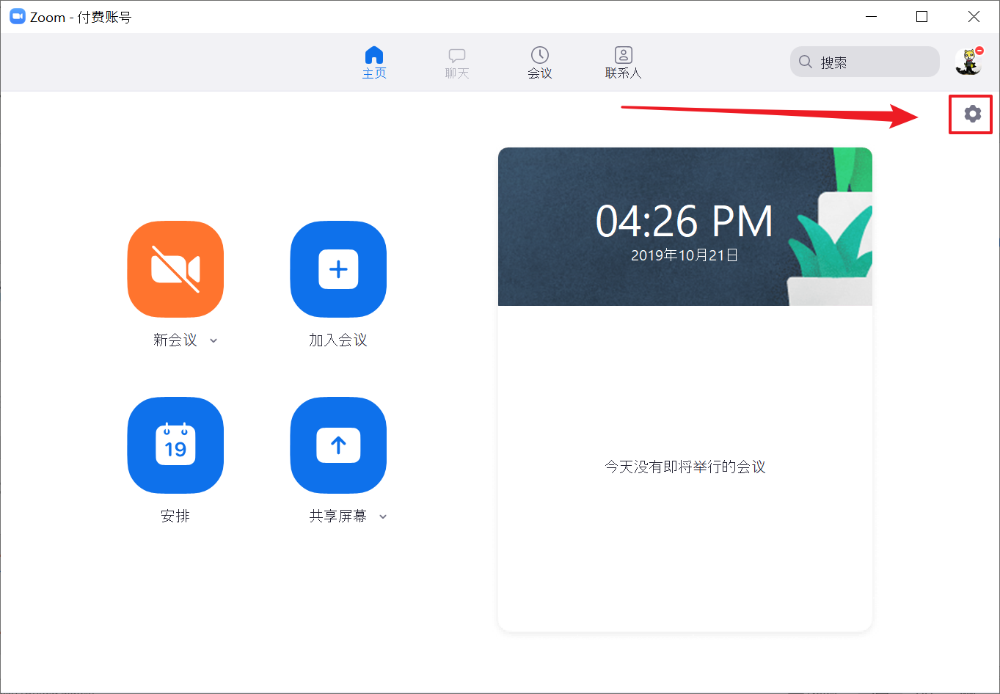 Zoom - 付费账号
主页
聊天
会议
联系人
搜索
04:26 PM
2019年10月21日
新会议
加入会议
19
安排
共享屏幕
今天没有即将举行的会议